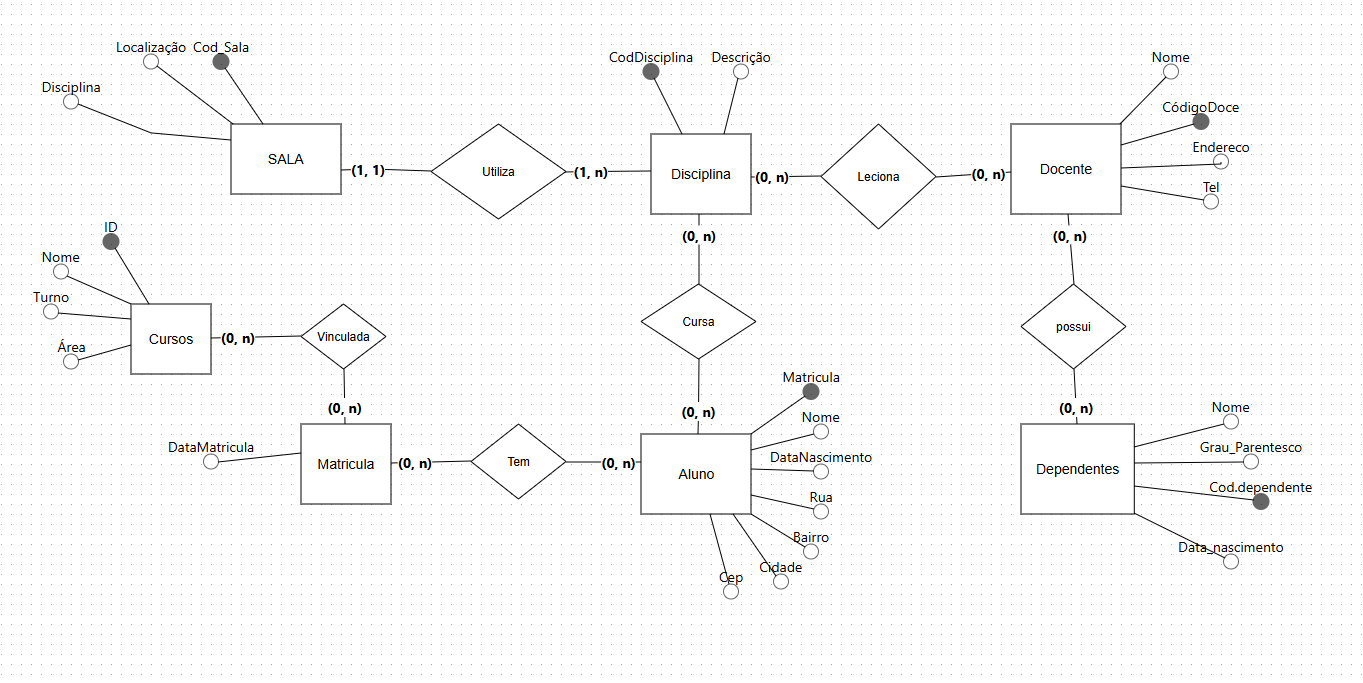 Localização Cod_Sala
Disciplina
SALA
(1, 1)
Utiliza
(1, n)
CodDisciplina Descrição
Disciplina
(0, n)
Leciona
(0, n)
Nome
CódigoDoce
Endereco
Tel
Docente
(0, n)
possui
(0, n)
Nome
Grau_Parentesco
Cod.dependente
Data_nascimento
Dependentes
(0, n)
Cursa
(0, n)
ID
Nome
Turno
Área
Cursos
(0, n)
Vinculada
(0, n)
DataMatricula
Matricula
(0, n)
Tem
(0, n)
Aluno
Matricula
Nome
DataNascimento
Rua
Bairro
Cidade
Cep